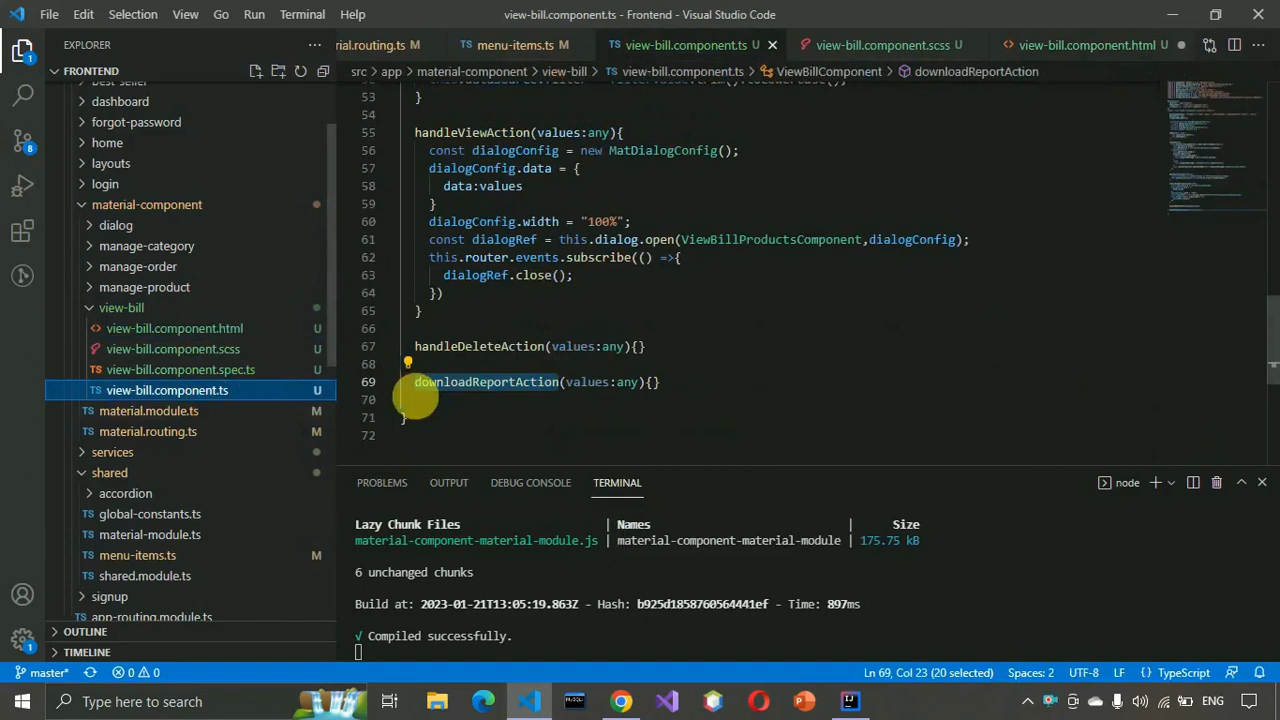 File Edit Selection View Go Run Terminal Help
view-bill.component.ts - Frontend - Visual Studio Code
EXPLORER
rial.routing.ts M
TS menu-items.ts M
TS view-bill.component.ts U
view-bill.component.scss U
view-bill.component.html U
FRONTEND
src > app > material-component > view-bill > TS view-bill.component.ts > ViewBillComponent > downloadReportAction
dashboard
forgot-password
home
layouts
login
material-component
dialog
manage-category
manage-order
manage-product
view-bill
view-bill.component.html U
view-bill.component.scss U
TS view-bill.component.spec.ts U
TS view-bill.component.ts U
TS material.module.ts M
TS material.routing.ts M
services
shared
accordion
TS global-constants.ts
TS material-module.ts
TS menu-items.ts M
TS shared.module.ts
signup
app-routing.module.ts
OUTLINE
TIMELINE
53 }
54
55 handleViewAction(values:any){
56 const dialogConfig = new MatDialogConfig();
57 dialogConfig.data = {
58 data:values
59 }
60 dialogConfig.width = "100%";
61 const dialogRef = this.dialog.open(ViewBillProductsComponent,dialogConfig);
62 this.router.events.subscribe(() =>{
63 dialogRef.close();
64 })
65 }
66
67 handleDeleteAction(values:any){}
68
69 downloadReportAction(values:any){}
70
71 }
72
PROBLEMS OUTPUT DEBUG CONSOLE TERMINAL
node
Lazy Chunk Files | Names | Size
material-component-material-module.js | material-component-material-module | 175.75 kB
6 unchanged chunks
Build at: 2023-01-21T13:05:19.863Z - Hash: b925d1858760564441ef - Time: 897ms
√ Compiled successfully.
master* 0 0
Ln 69, Col 23 (20 selected) Spaces: 2 UTF-8 LF TypeScript
Type here to search
ENG